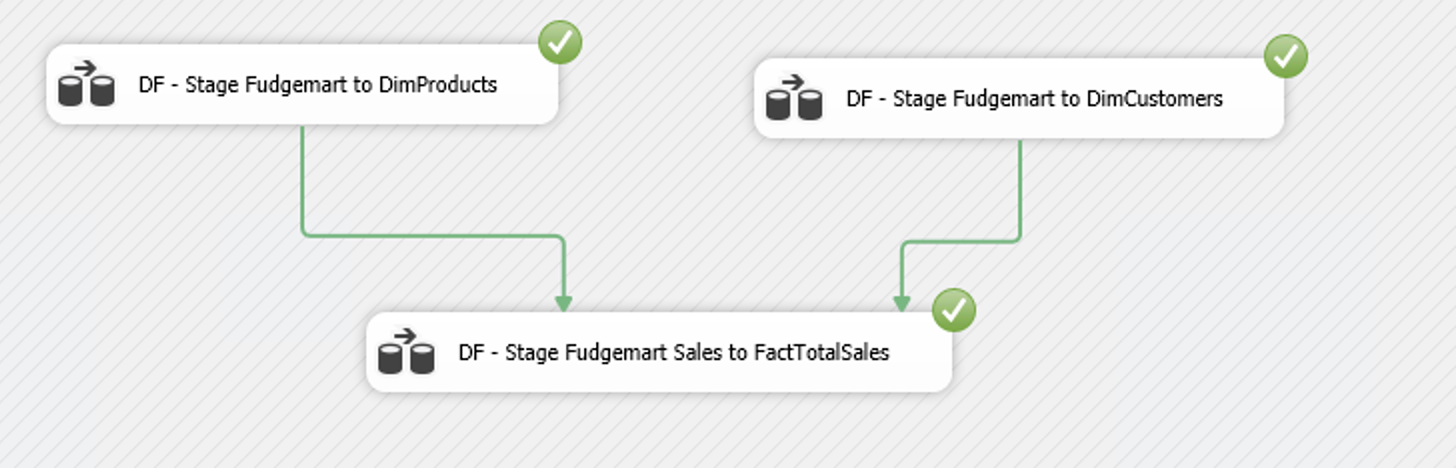 DF - Stage Fudgemart to DimProducts
DF - Stage Fudgemart to DimCustomers
DF - Stage Fudgemart Sales to FactTotalSales